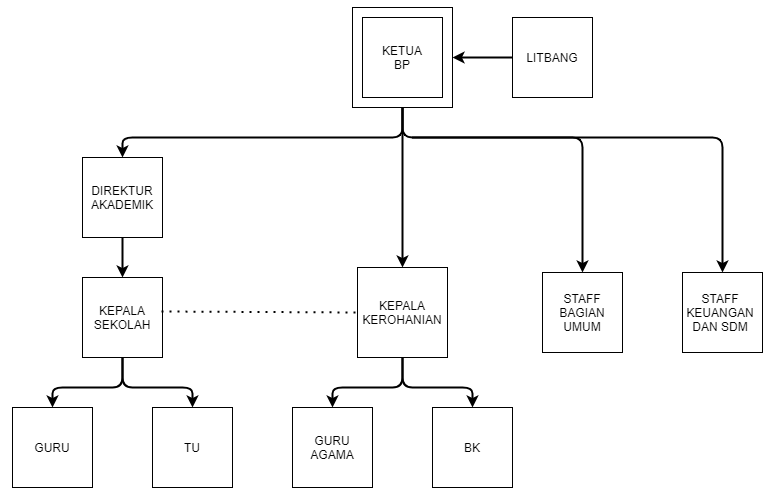 KETUA
BP
LITBANG
DIREKTUR
AKADEMIK
KEPALA
SEKOLAH
KEPALA
KEROHANIAN
STAFF
BAGIAN
UMUM
STAFF
KEUANGAN
DAN SDM
GURU
TU
GURU
AGAMA
BK